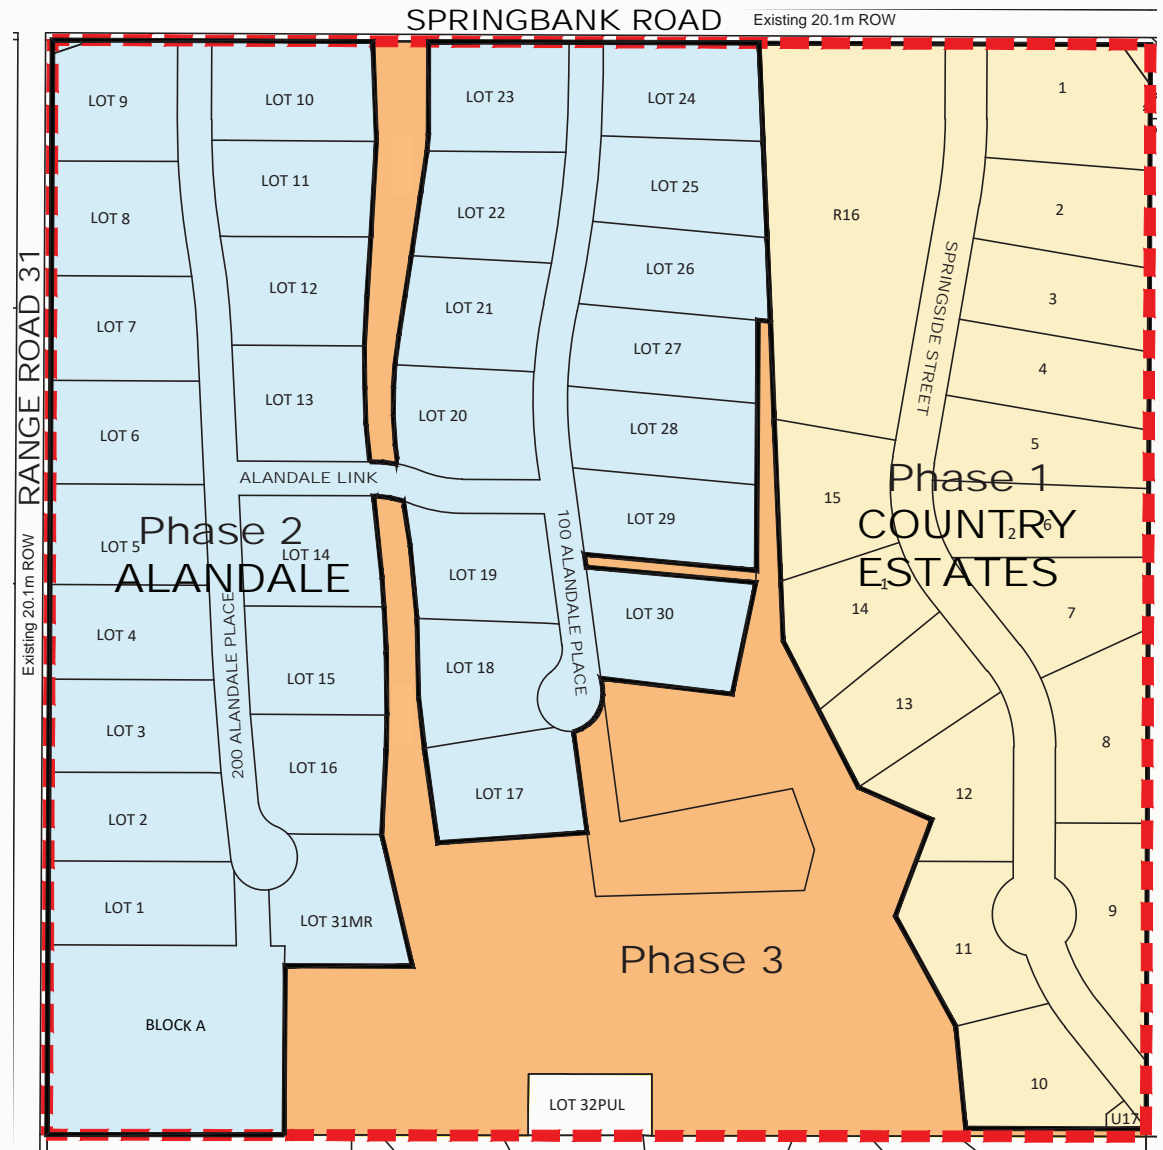 SPRINGBANK ROAD Existing 20.1m ROW
RANGE ROAD 31
Existing 20.1m ROW
LOT 9
LOT 10
LOT 23
LOT 24
1
LOT 8
LOT 11
LOT 22
LOT 25
R16
2
LOT 7
LOT 12
LOT 21
LOT 26
3
SPRINGSIDE STREET
LOT 27
4
LOT 6
LOT 13
LOT 20
LOT 28
5
ALANDALE LINK
Phase 1
COUNTRY
ESTATES
15
2
6
1
14
Phase 2
ALANDALE
LOT 5
LOT 14
LOT 29
100 ALANDALE PLACE
LOT 19
LOT 30
7
LOT 4
200 ALANDALE PLACE
LOT 15
LOT 18
13
LOT 3
8
LOT 16
LOT 17
12
LOT 2
LOT 1
LOT 31MR
9
11
Phase 3
BLOCK A
10
LOT 32PUL
U17